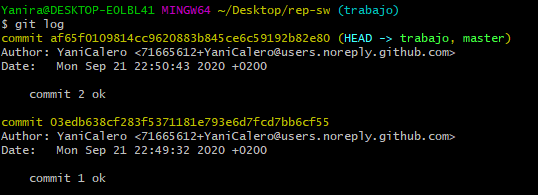 Yanira@DESKTOP-EOLBL41 MINGW64 ~/Desktop/rep-sw (trabajo)
$ git log
commit af65f0109814cc9620883b845ce6c59192b82e80 (HEAD -> trabajo, master)
Author: YaniCalero <71665612+YaniCalero@users.noreply.github.com>
Date:   Mon Sep 21 22:50:43 2020 +0200
    commit 2 ok
commit 03edb638cf283f5371181e793e6d7fcd7bb6cf55
Author: YaniCalero <71665612+YaniCalero@users.noreply.github.com>
Date:   Mon Sep 21 22:49:32 2020 +0200
    commit 1 ok